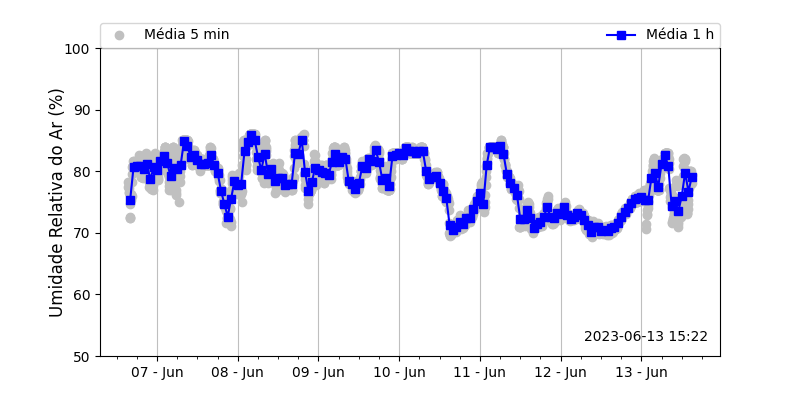 Média 5 min
Média 1 h
Umidade Relativa do Ar (%)
100
90
80
70
60
50
2023-06-13 15:22
07 - Jun
08 - Jun
09 - Jun
10 - Jun
11 - Jun
12 - Jun
13 - Jun